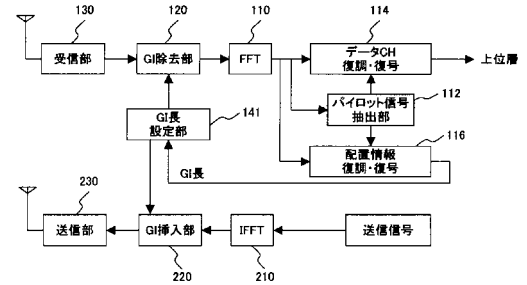 130
120
110
114
受信部
GI除去部
FFT
データCH
復調・復号
上位層
パイロット信号
抽出部
112
GI長
設定部
141
116
配置情報
復調・復号
GI長
230
送信部
GI挿入部
IFFT
送信信号
220
210